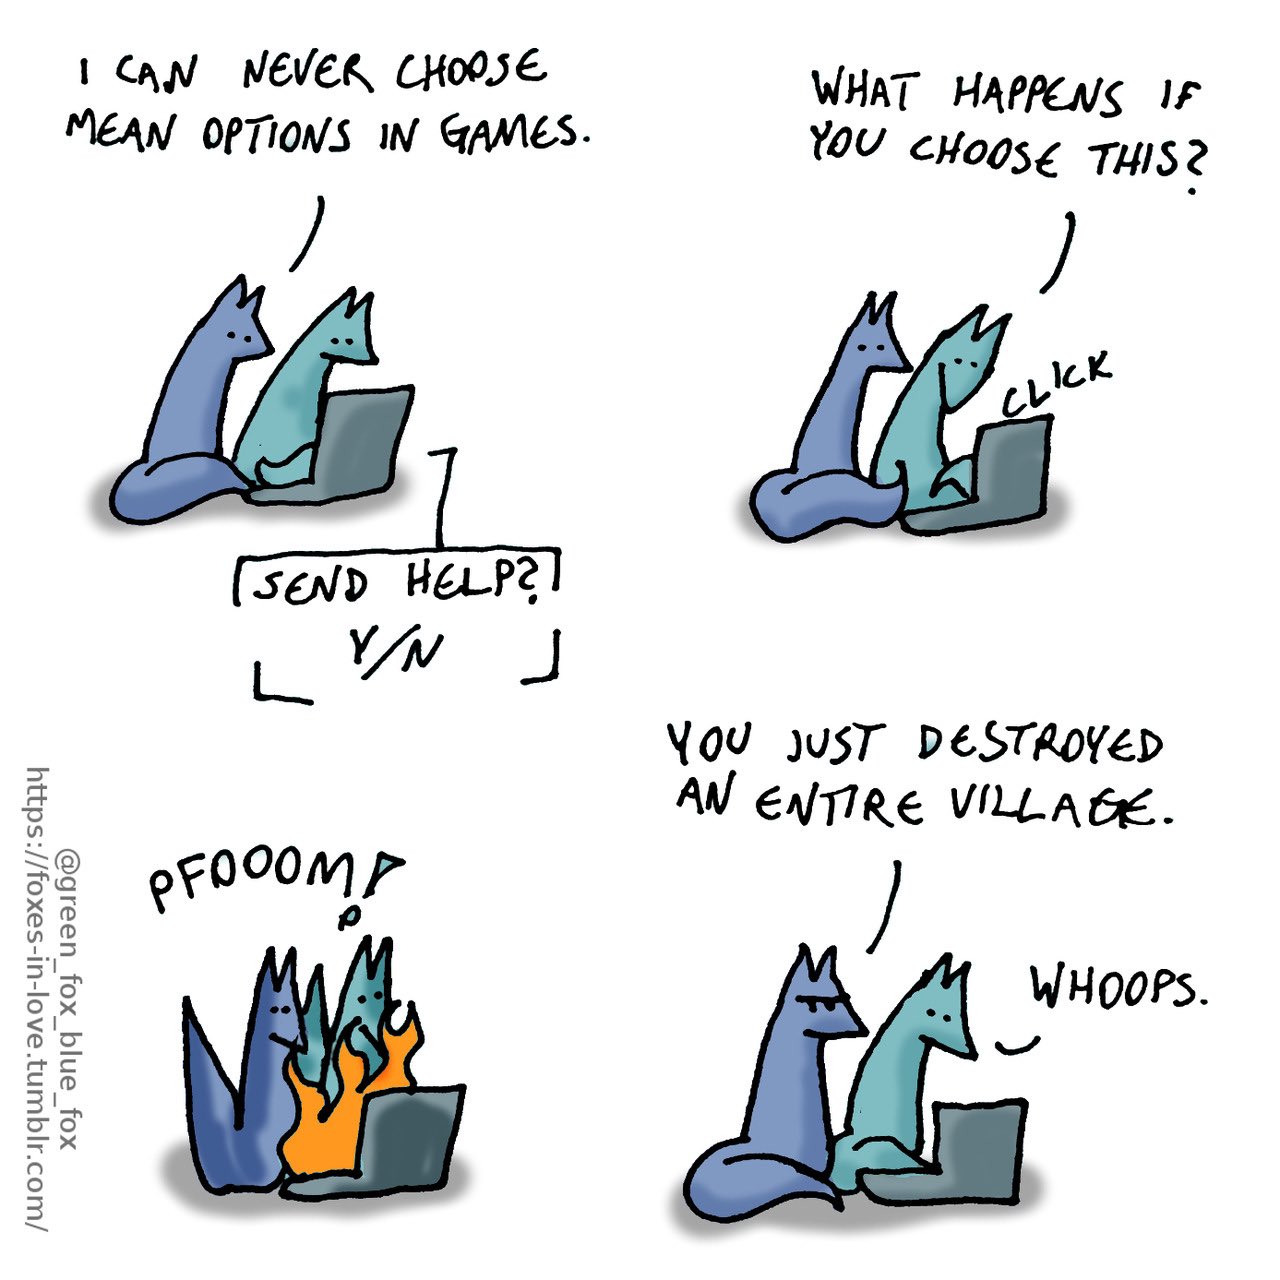 I CAN NEVER CHOOSE
MEAN OPTIONS IN GAMES.
SEND HELP?
Y/N
WHAT HAPPENS IF
YOU CHOOSE THIS?
CLICK
PFOOOM!
YOU JUST DESTROYED
AN ENTIRE VILLAGE.
WHOOPS.
@green_fox_blue_fox
https://foxes-in-love.tumblr.com/